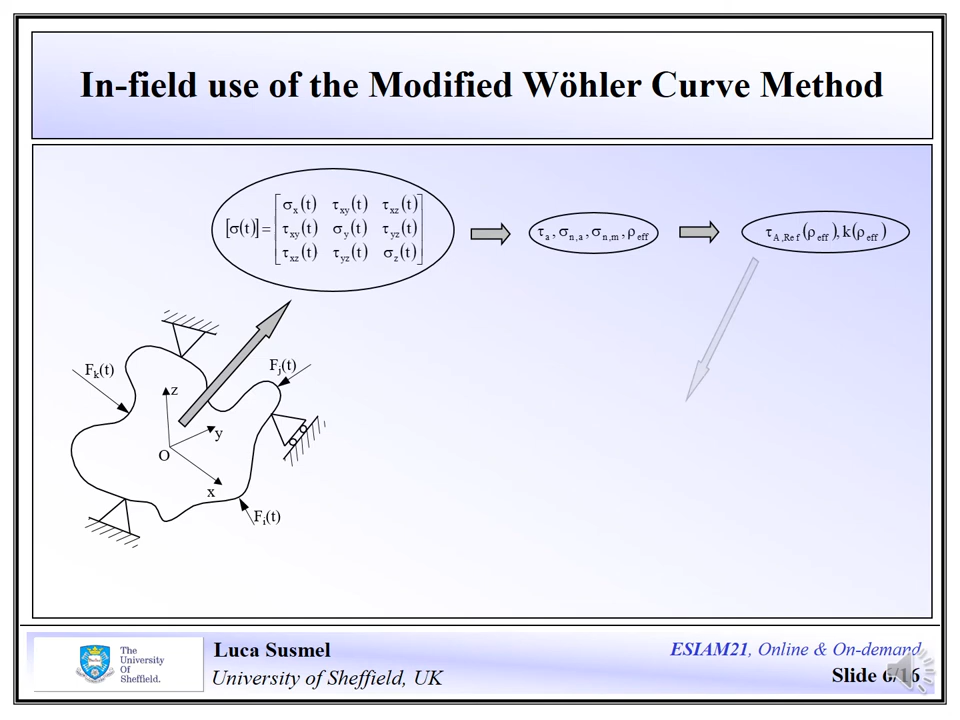 In-field use of the Modified Wöhler Curve Method
[σ(t)] = [σx(t) τxy(t) τxz(t)
τxy(t) σy(t) τyz(t)
τxz(t) τyz(t) σz(t)]
τa, σn,a, σn,m, ρeff
τA,Ref(ρeff), k(ρeff)
Fk(t)
Fj(t)
z
y
O
x
Fi(t)
The
University
Of
Sheffield.
Luca Susmel
University of Sheffield, UK
ESIAM21, Online & On-demand
Slide 6/16